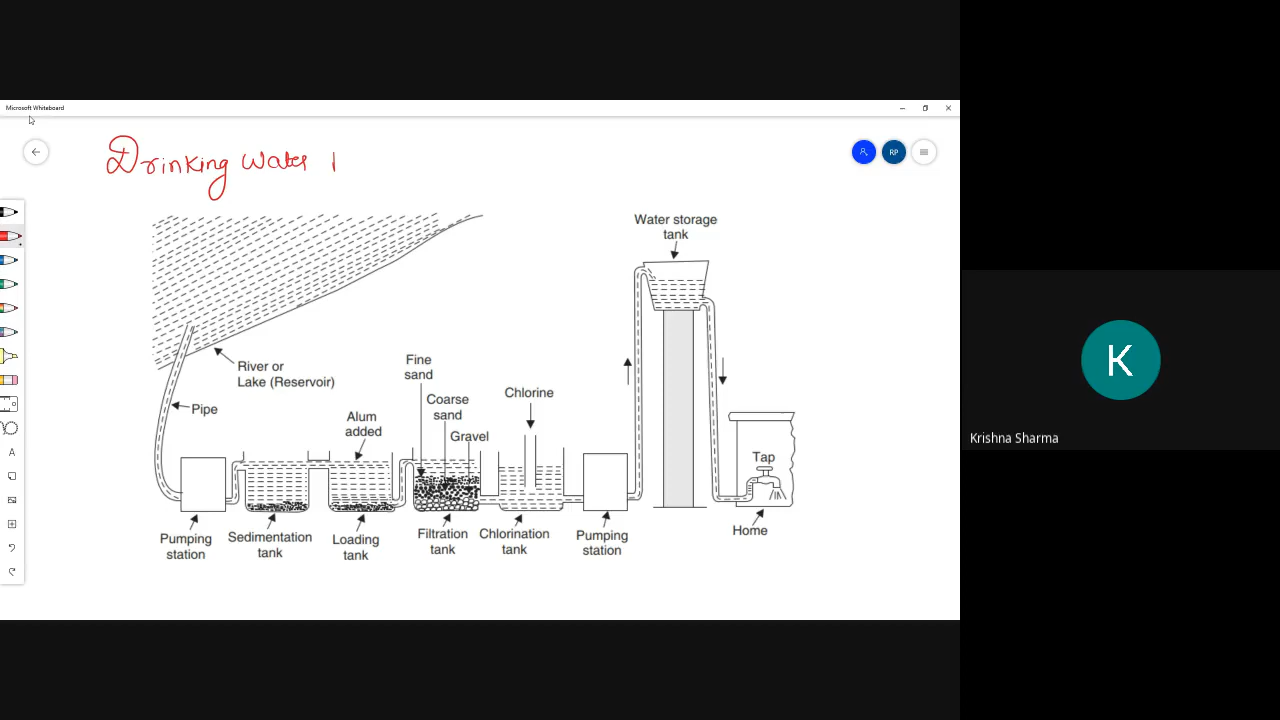 Microsoft Whiteboard
Drinking Water
RP
Water storage
tank
River or
Lake (Reservoir)
Pipe
Fine
sand
Coarse
sand
Gravel
Alum
added
Chlorine
Tap
Home
Pumping
station
Sedimentation
tank
Loading
tank
Filtration
tank
Chlorination
tank
Pumping
station
A
K
Krishna Sharma